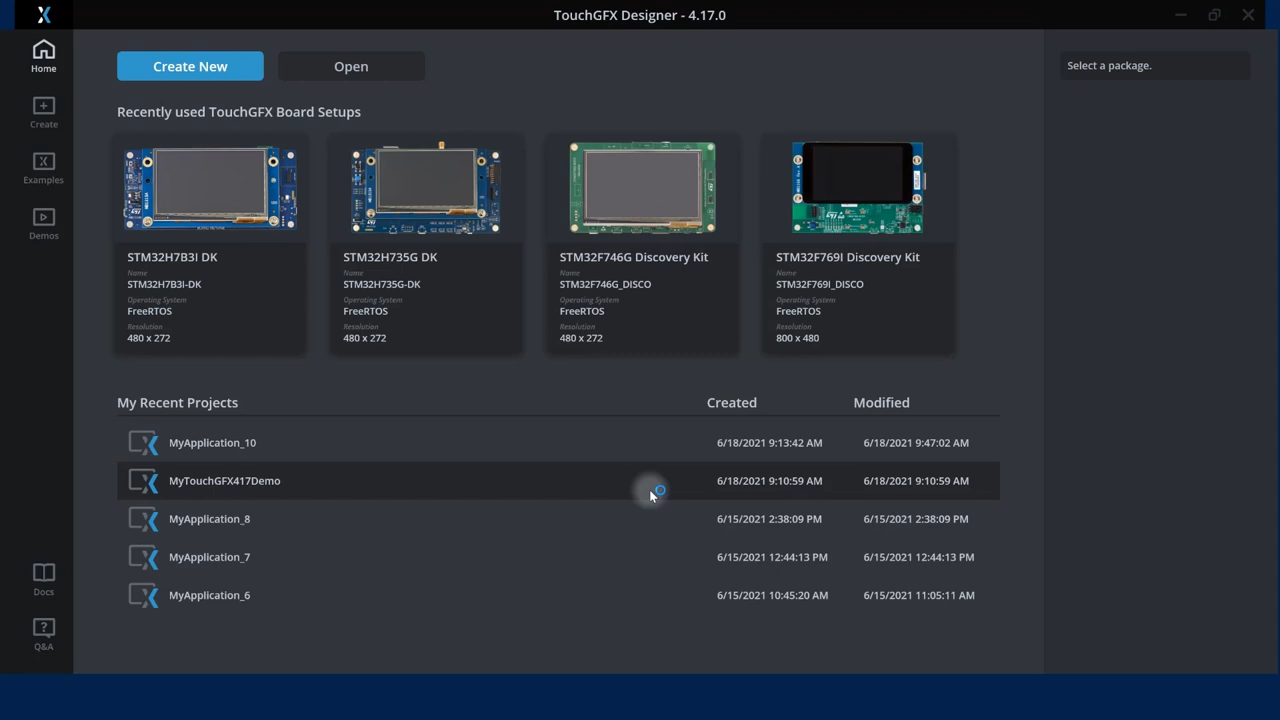 TouchGFX Designer - 4.17.0
Home
Create
Examples
Demos
Docs
Q&A
Create New
Open
Select a package.
Recently used TouchGFX Board Setups
STM32H7B3I DK
Name
STM32H7B3I-DK
Operating System
FreeRTOS
Resolution
480 x 272
STM32H735G DK
Name
STM32H735G-DK
Operating System
FreeRTOS
Resolution
480 x 272
STM32F746G Discovery Kit
Name
STM32F746G_DISCO
Operating System
FreeRTOS
Resolution
480 x 272
STM32F769I Discovery Kit
Name
STM32F769I_DISCO
Operating System
FreeRTOS
Resolution
800 x 480
My Recent Projects Created Modified
MyApplication_10 6/18/2021 9:13:42 AM 6/18/2021 9:47:02 AM
MyTouchGFX417Demo 6/18/2021 9:10:59 AM 6/18/2021 9:10:59 AM
MyApplication_8 6/15/2021 2:38:09 PM 6/15/2021 2:38:09 PM
MyApplication_7 6/15/2021 12:44:13 PM 6/15/2021 12:44:13 PM
MyApplication_6 6/15/2021 10:45:20 AM 6/15/2021 11:05:11 AM